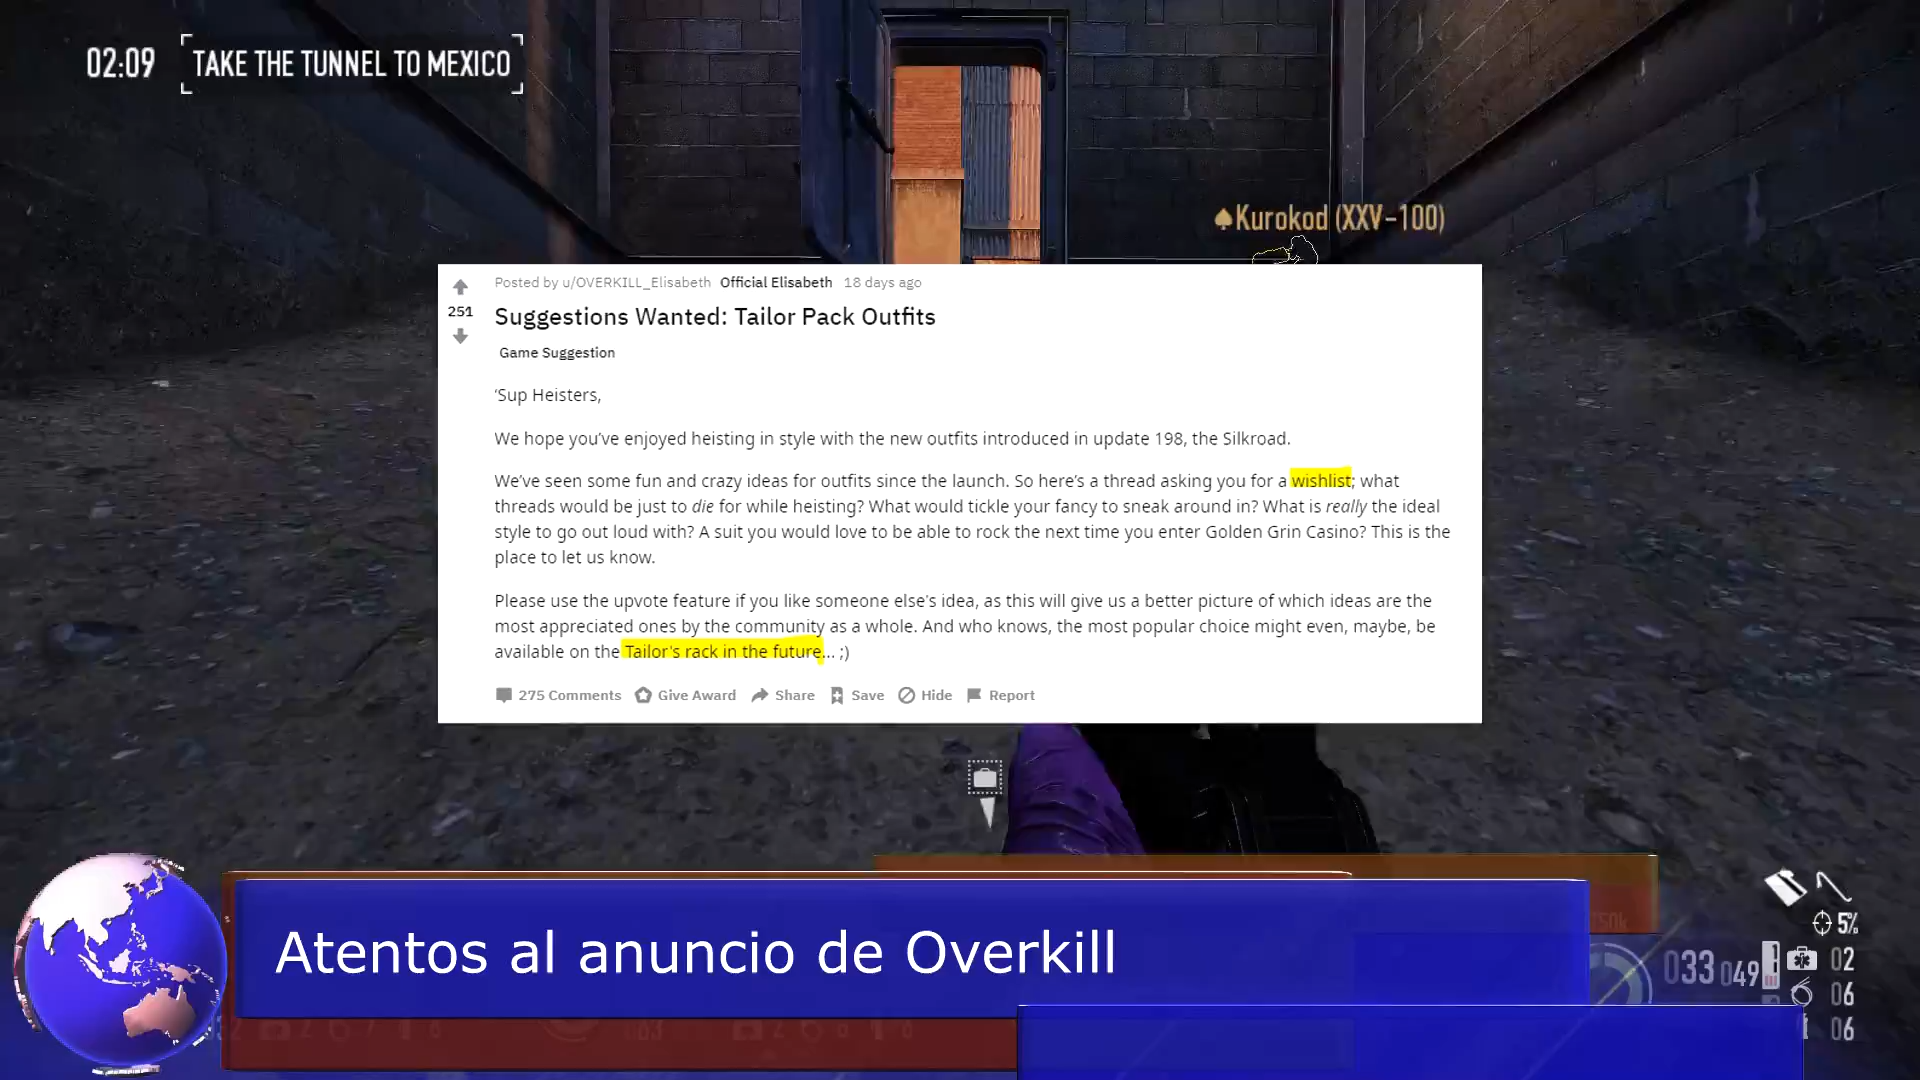 02:09 TAKE THE TUNNEL TO MEXICO
♠Kurokod (XXV-100)
Posted by u/OVERKILL_Elisabeth Official Elisabeth 18 days ago
251
Suggestions Wanted: Tailor Pack Outfits
Game Suggestion
‘Sup Heisters,
We hope you’ve enjoyed heisting in style with the new outfits introduced in update 198, the Silkroad.
We’ve seen some fun and crazy ideas for outfits since the launch. So here’s a thread asking you for a wishlist; what
threads would be just to die for while heisting? What would tickle your fancy to sneak around in? What is really the ideal
style to go out loud with? A suit you would love to be able to rock the next time you enter Golden Grin Casino? This is the
place to let us know.
Please use the upvote feature if you like someone else’s idea, as this will give us a better picture of which ideas are the
most appreciated ones by the community as a whole. And who knows, the most popular choice might even, maybe, be
available on the Tailor’s rack in the future... ;)
275 Comments Give Award Share Save Hide Report
Atentos al anuncio de Overkill
5%
033 049 02
06
06